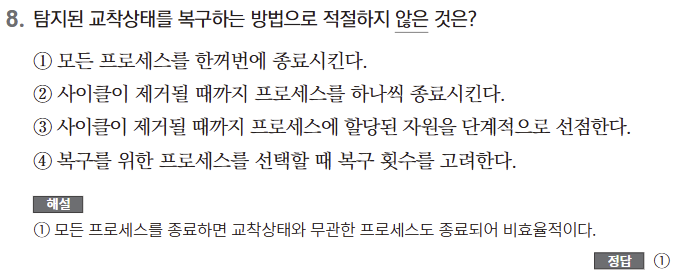 8. 탐지된 교착상태를 복구하는 방법으로 적절하지 않은 것은?
① 모든 프로세스를 한꺼번에 종료시킨다.
② 사이클이 제거될 때까지 프로세스를 하나씩 종료시킨다.
③ 사이클이 제거될 때까지 프로세스에 할당된 자원을 단계적으로 선점한다.
④ 복구를 위한 프로세스를 선택할 때 복구 횟수를 고려한다.
해설
① 모든 프로세스를 종료하면 교착상태와 무관한 프로세스도 종료되어 비효율적이다.
정답 ①